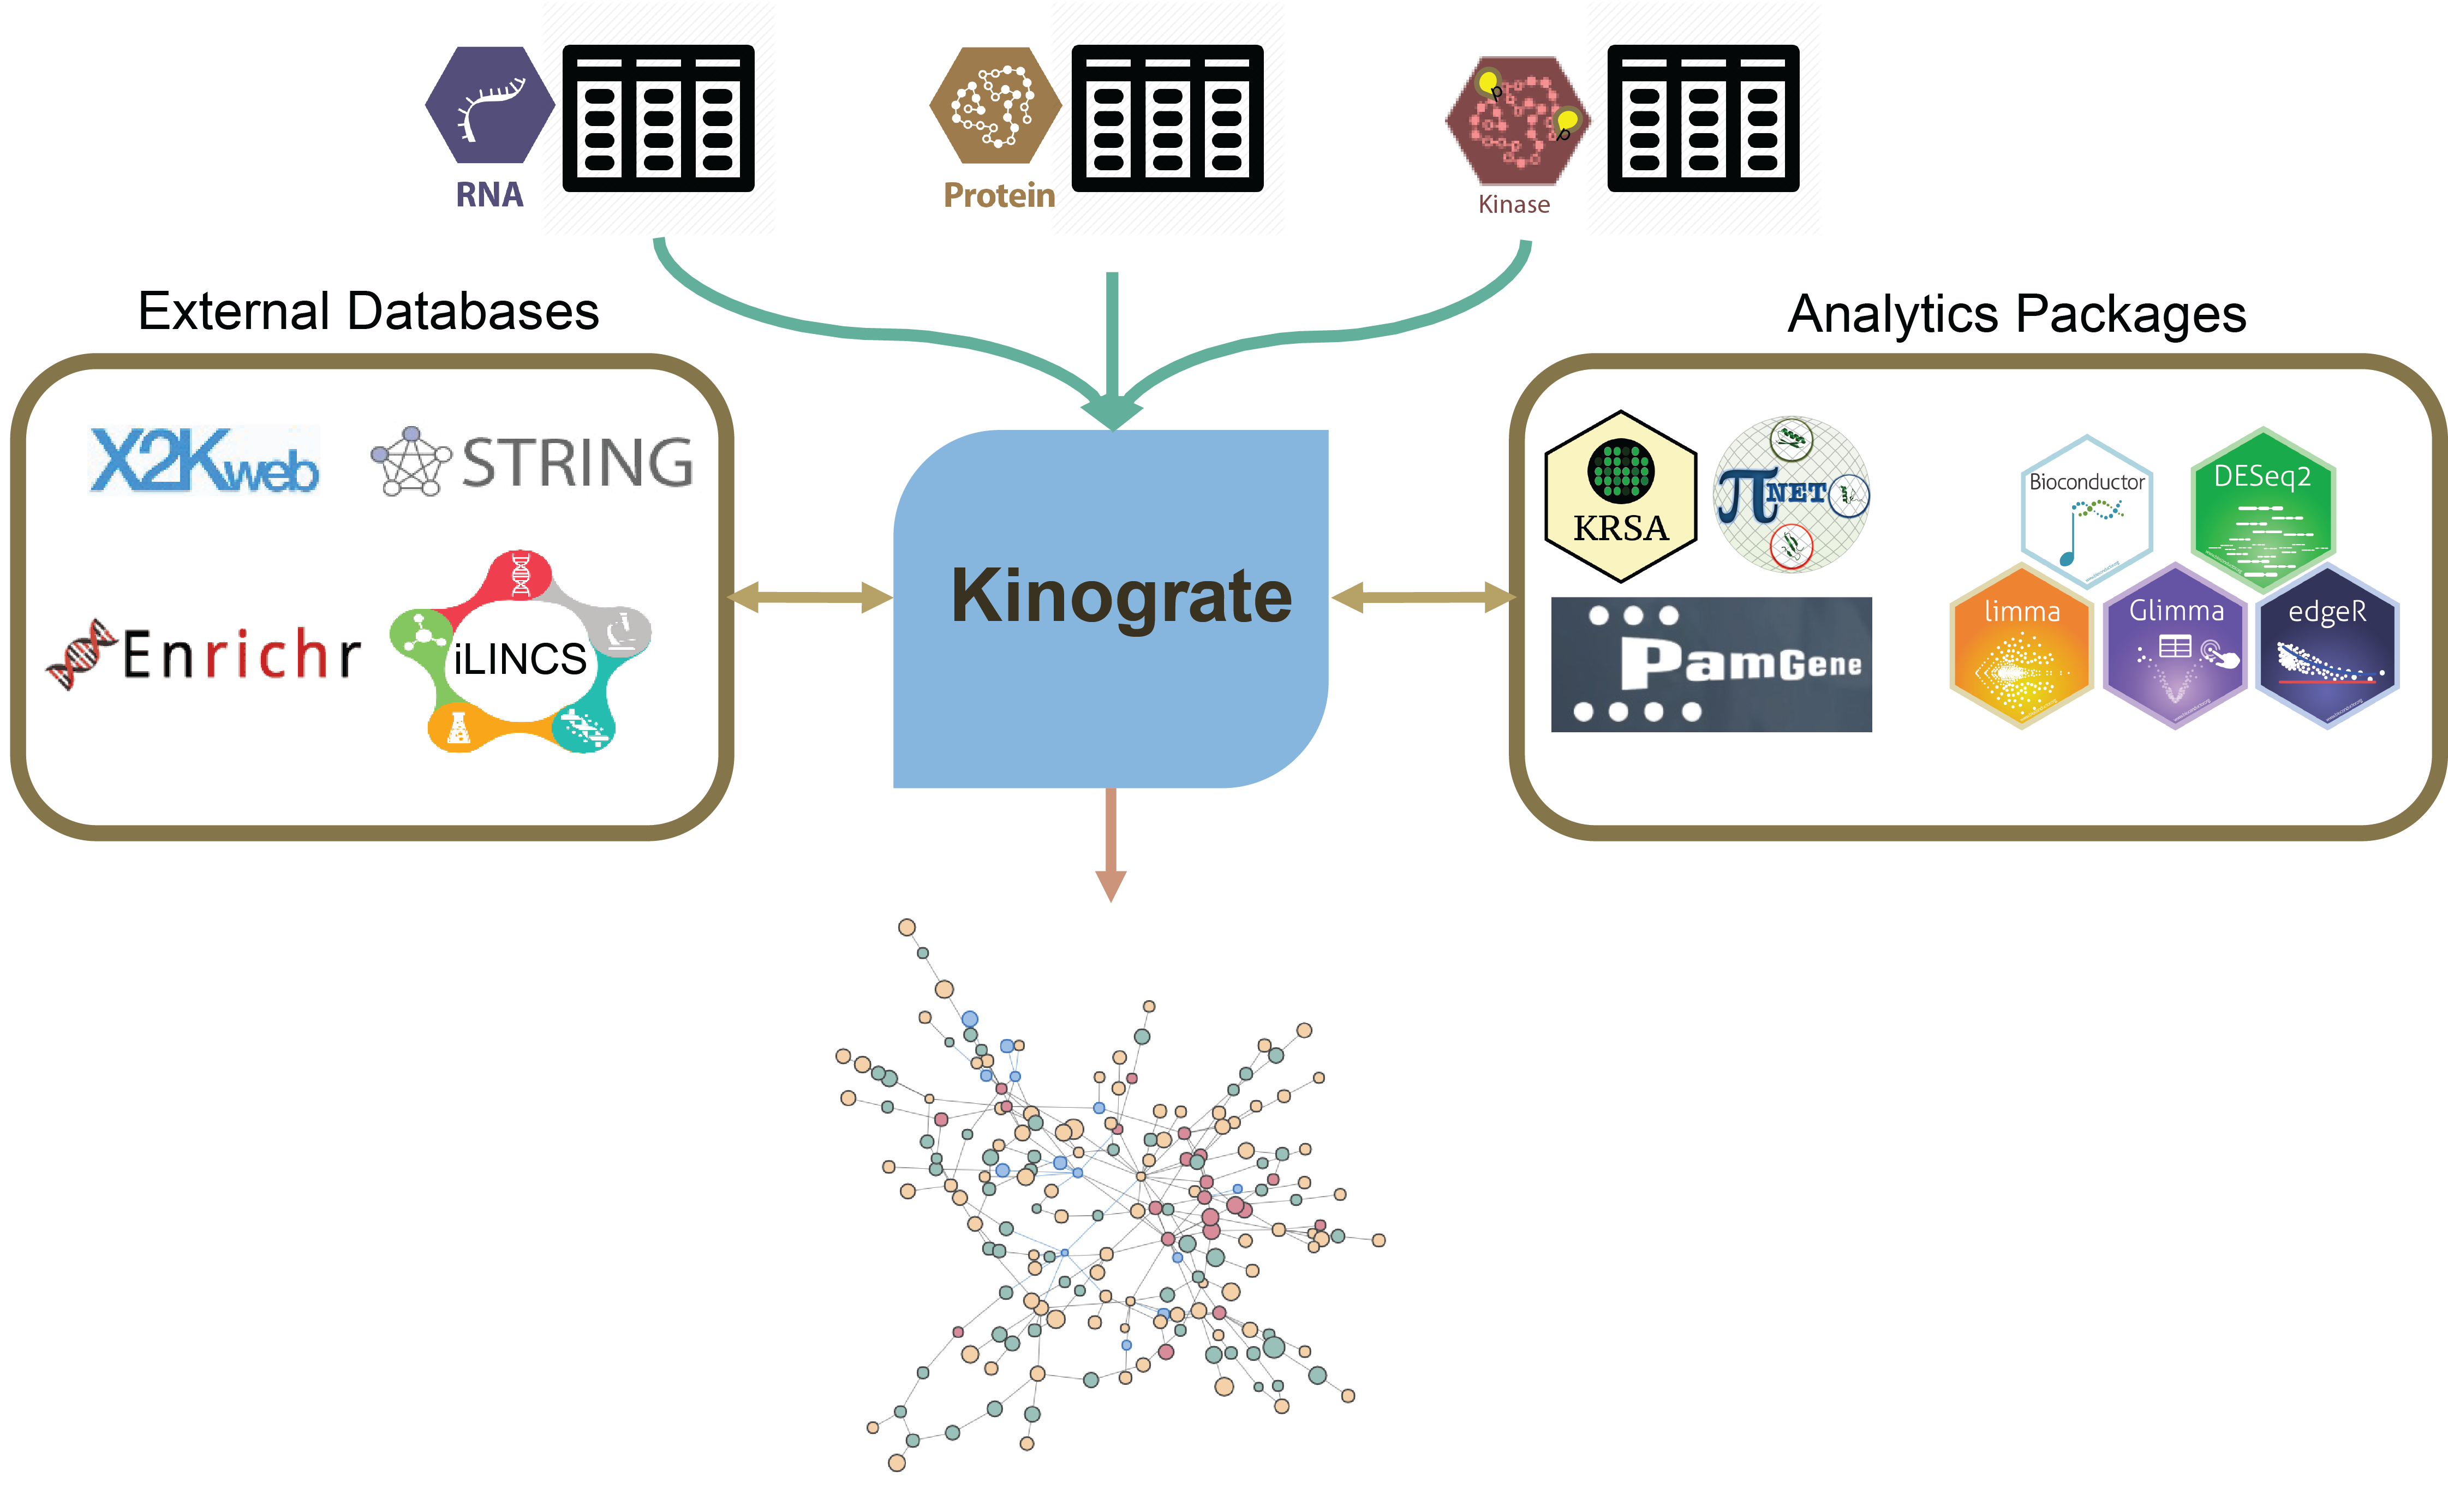 RNA
Protein
p
p
Kinase
External Databases
Analytics Packages
X2Kweb
STRING
Enrichr
iLINCS
Kinograte
KRSA
πNET
PamGene
Bioconductor
DESeq2
limma
Glimma
edgeR